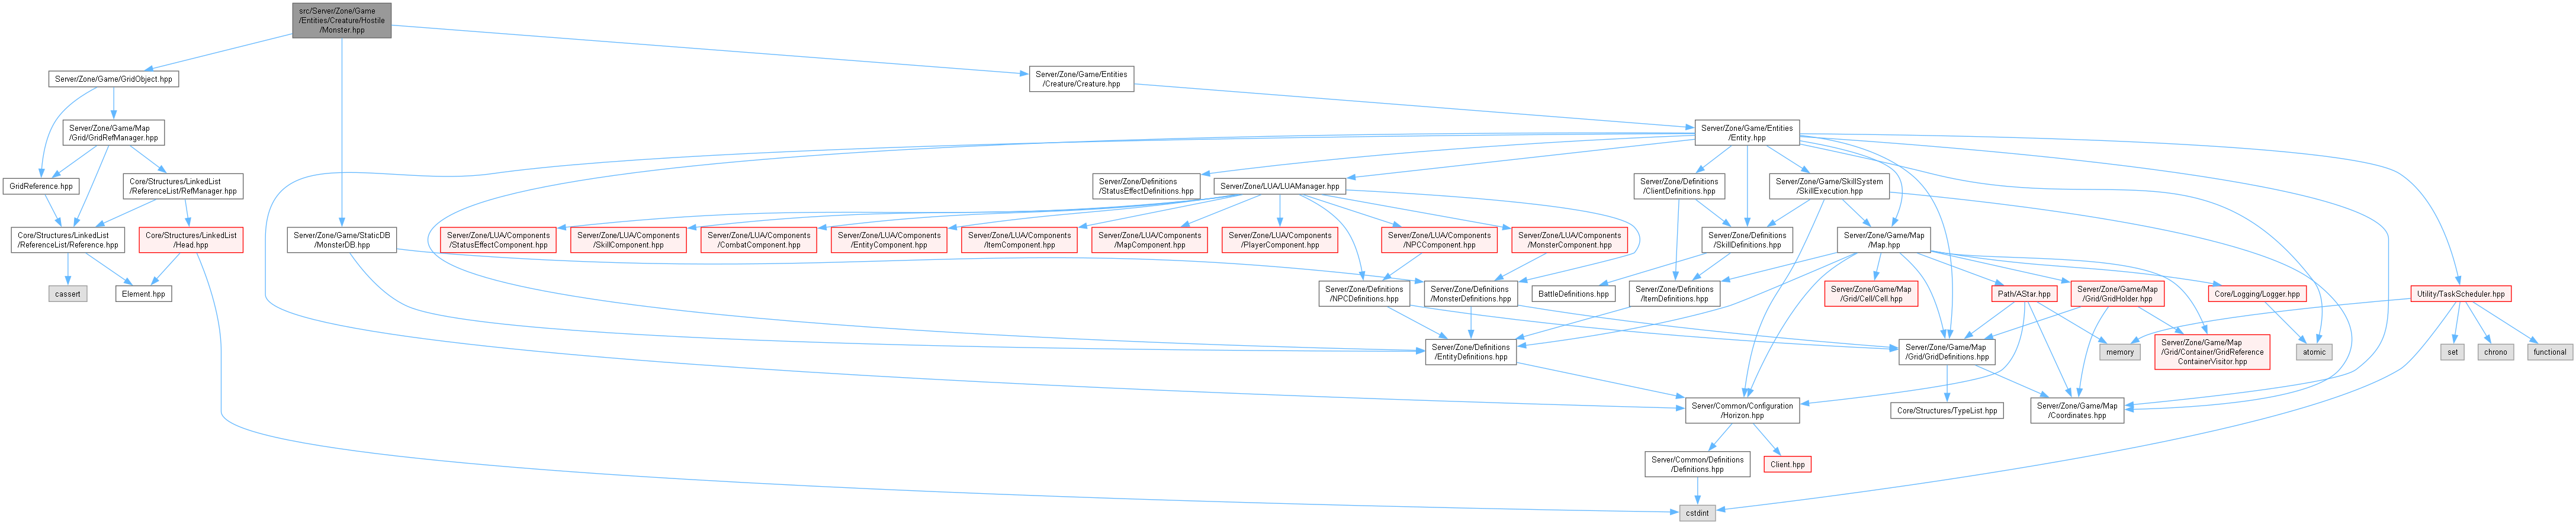 src/Server/Zone/Game
/Entities/Creature/Hostile
/Monster.hpp
Server/Zone/Game/GridObject.hpp
Server/Zone/Game/Entities
/Creature/Creature.hpp
Server/Zone/Game/Map
/Grid/GridRefManager.hpp
Server/Zone/Game/Entities
/Entity.hpp
GridReference.hpp
Core/Structures/LinkedList
/ReferenceList/RefManager.hpp
Server/Zone/Definitions
/StatusEffectDefinitions.hpp
Server/Zone/LUA/LUAManager.hpp
Server/Zone/Definitions
/ClientDefinitions.hpp
Server/Zone/Game/SkillSystem
/SkillExecution.hpp
Core/Structures/LinkedList
/ReferenceList/Reference.hpp
Core/Structures/LinkedList
/Head.hpp
Server/Zone/Game/StaticDB
/MonsterDB.hpp
Server/Zone/LUA/Components
/StatusEffectComponent.hpp
Server/Zone/LUA/Components
/SkillComponent.hpp
Server/Zone/LUA/Components
/CombatComponent.hpp
Server/Zone/LUA/Components
/EntityComponent.hpp
Server/Zone/LUA/Components
/ItemComponent.hpp
Server/Zone/LUA/Components
/MapComponent.hpp
Server/Zone/LUA/Components
/PlayerComponent.hpp
Server/Zone/LUA/Components
/NPCComponent.hpp
Server/Zone/LUA/Components
/MonsterComponent.hpp
Server/Zone/Definitions
/SkillDefinitions.hpp
Server/Zone/Game/Map
/Map.hpp
cassert
Element.hpp
Server/Zone/Definitions
/NPCDefinitions.hpp
Server/Zone/Definitions
/MonsterDefinitions.hpp
BattleDefinitions.hpp
Server/Zone/Definitions
/ItemDefinitions.hpp
Server/Zone/Game/Map
/Grid/Cell/Cell.hpp
Path/AStar.hpp
Server/Zone/Game/Map
/Grid/GridHolder.hpp
Core/Logging/Logger.hpp
Utility/TaskScheduler.hpp
Server/Zone/Definitions
/EntityDefinitions.hpp
Server/Zone/Game/Map
/Grid/GridDefinitions.hpp
memory
Server/Zone/Game/Map
/Grid/Container/GridReference
ContainerVisitor.hpp
atomic
set
chrono
functional
Server/Common/Configuration
/Horizon.hpp
Core/Structures/TypeList.hpp
Server/Zone/Game/Map
/Coordinates.hpp
Server/Common/Definitions
/Definitions.hpp
Client.hpp
cstdint